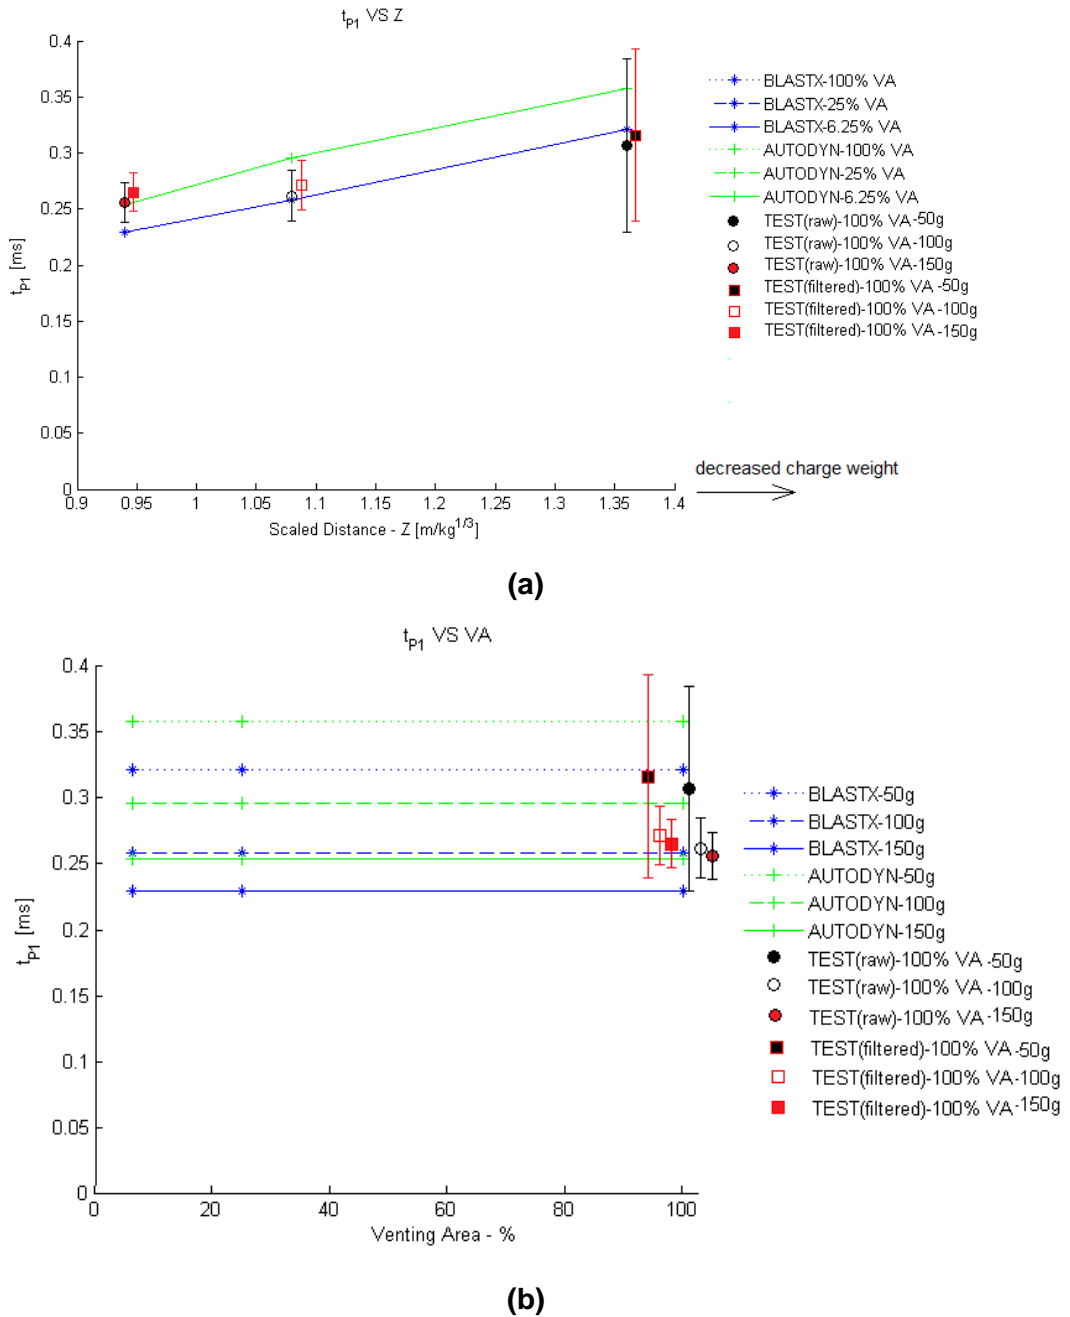 t_P1 VS Z
0.4
0.35
0.3
0.25
0.2
0.15
0.1
0.05
0
t_P1 [ms]
0.9 0.95 1 1.05 1.1 1.15 1.2 1.25 1.3 1.35 1.4
Scaled Distance - Z [m/kg^1/3]
BLASTX-100% VA
BLASTX-25% VA
BLASTX-6.25% VA
AUTODYN-100% VA
AUTODYN-25% VA
AUTODYN-6.25% VA
TEST(raw)-100% VA-50g
TEST(raw)-100% VA-100g
TEST(raw)-100% VA-150g
TEST(filtered)-100% VA-50g
TEST(filtered)-100% VA-100g
TEST(filtered)-100% VA-150g
decreased charge weight
(a)
t_P1 VS VA
0.4
0.35
0.3
0.25
0.2
0.15
0.1
0.05
0
t_P1 [ms]
0 20 40 60 80 100
Venting Area - %
BLASTX-50g
BLASTX-100g
BLASTX-150g
AUTODYN-50g
AUTODYN-100g
AUTODYN-150g
TEST(raw)-100% VA-50g
TEST(raw)-100% VA-100g
TEST(raw)-100% VA-150g
TEST(filtered)-100% VA-50g
TEST(filtered)-100% VA-100g
TEST(filtered)-100% VA-150g
(b)